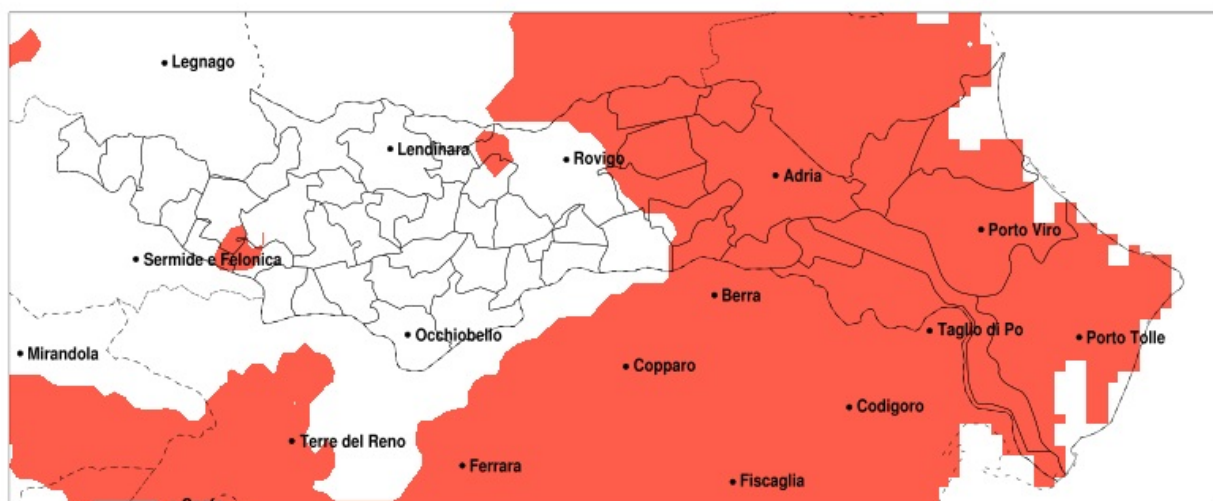 Legnago
Lendinara
Rovigo
Adria
Porto Viro
Sermide e Felonica
Berra
Taglio di Po
Porto Tolle
Occhiobello
Mirandola
Copparo
Codigoro
Terre del Reno
Ferrara
Fiscaglia